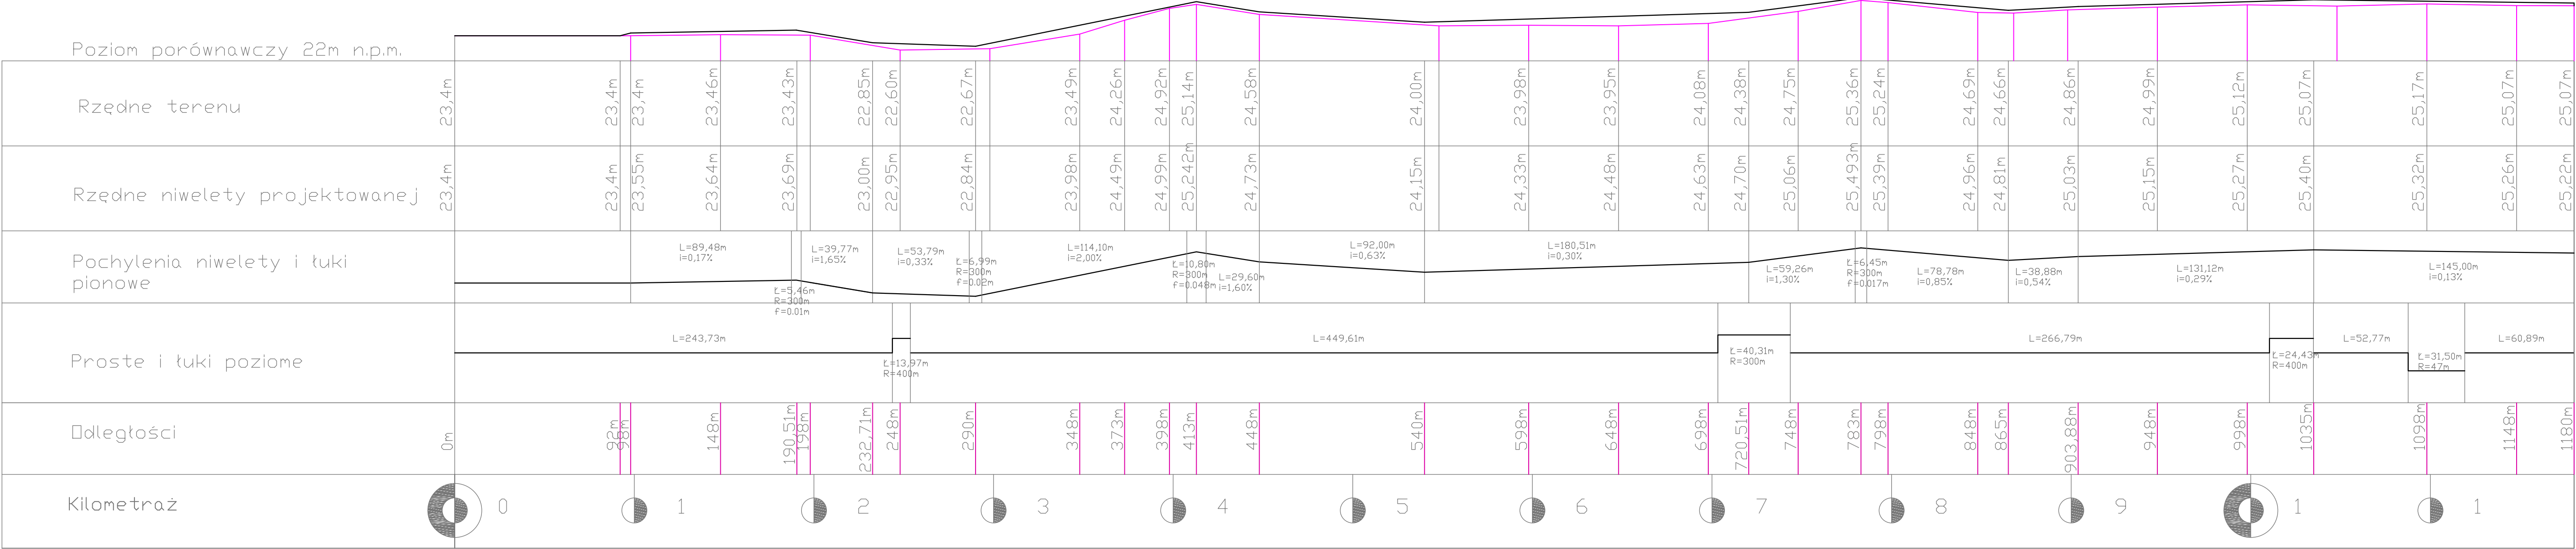 Poziom porównawczy 22m n.p.m.
Rzędne terenu
23,4m 23,4m 23,4m 23,46m 23,43m 22,85m 22,60m 22,67m 23,49m 24,26m 24,92m 25,14m 24,58m 24,00m 23,98m 23,95m 24,08m 24,38m 24,75m 25,36m 25,24m 24,69m 24,66m 24,86m 24,99m 25,12m 25,07m 25,17m 25,07m 25,07m
Rzędne niwelety projektowanej
23,4m 23,4m 23,55m 23,64m 23,69m 23,00m 22,95m 22,84m 23,98m 24,49m 24,99m 25,242m 24,73m 24,15m 24,33m 24,48m 24,63m 24,70m 25,06m 25,493m 25,39m 24,96m 24,81m 25,03m 25,15m 25,27m 25,40m 25,32m 25,26m 25,22m
Pochylenia niwelety i łuki
pionowe
L=89,48m
i=0,17%
Ł=5,46m
R=300m
f=0.01m
L=39,77m
i=1,65%
L=53,79m
i=0,33%
Ł=6,99m
R=300m
f=0.02m
L=114,10m
i=2,00%
Ł=10,80m
R=300m
f=0.048m
L=29,60m
i=1,60%
L=92,00m
i=0,63%
L=180,51m
i=0,30%
L=59,26m
i=1,30%
Ł=6,45m
R=300m
f=0.017m
L=78,78m
i=0,85%
L=38,88m
i=0,54%
L=131,12m
i=0,29%
L=145,00m
i=0,13%
Proste i łuki poziome
L=243,73m
Ł=13,97m
R=400m
L=449,61m
Ł=40,31m
R=300m
L=266,79m
Ł=24,43m
R=400m
L=52,77m
Ł=31,50m
R=47m
L=60,89m
Odległości
0m 92m 98m 148m 190,51m 198m 232,71m 248m 290m 348m 373m 398m 413m 448m 540m 598m 648m 698m 720,51m 748m 783m 798m 848m 865m 903,88m 948m 998m 1035m 1098m 1148m 1180m
Kilometraż
0 1 2 3 4 5 6 7 8 9 1 1